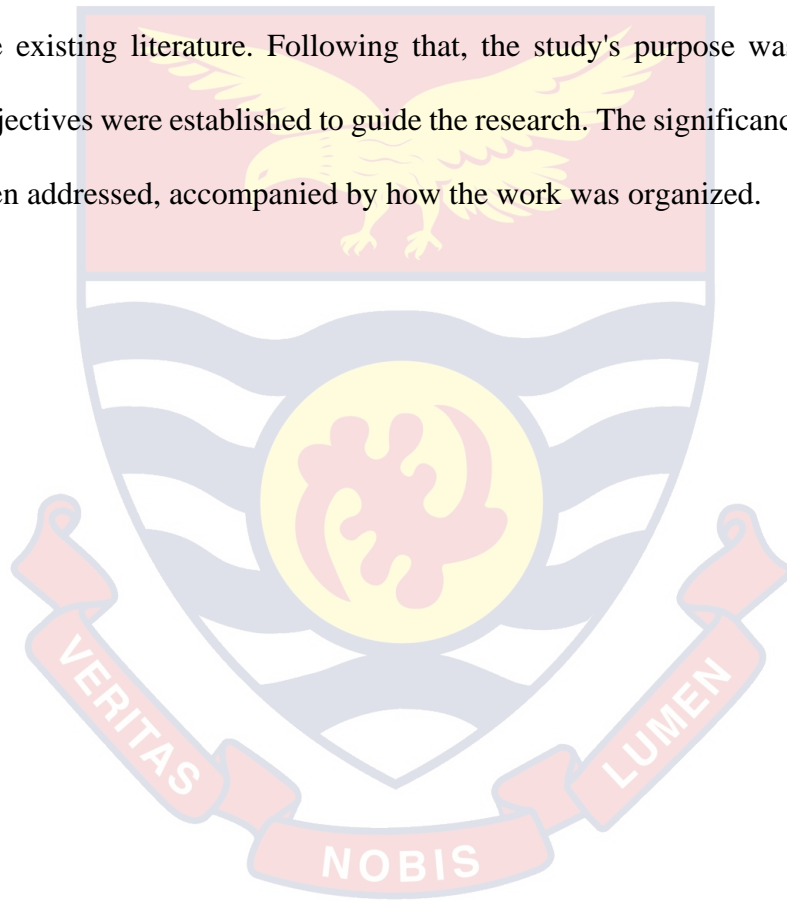 existing literature. Following that, the study's purpose was
jectives were established to guide the research. The significanc
en addressed, accompanied by how the work was organized.
VERITAS
NOBIS
LUMEN